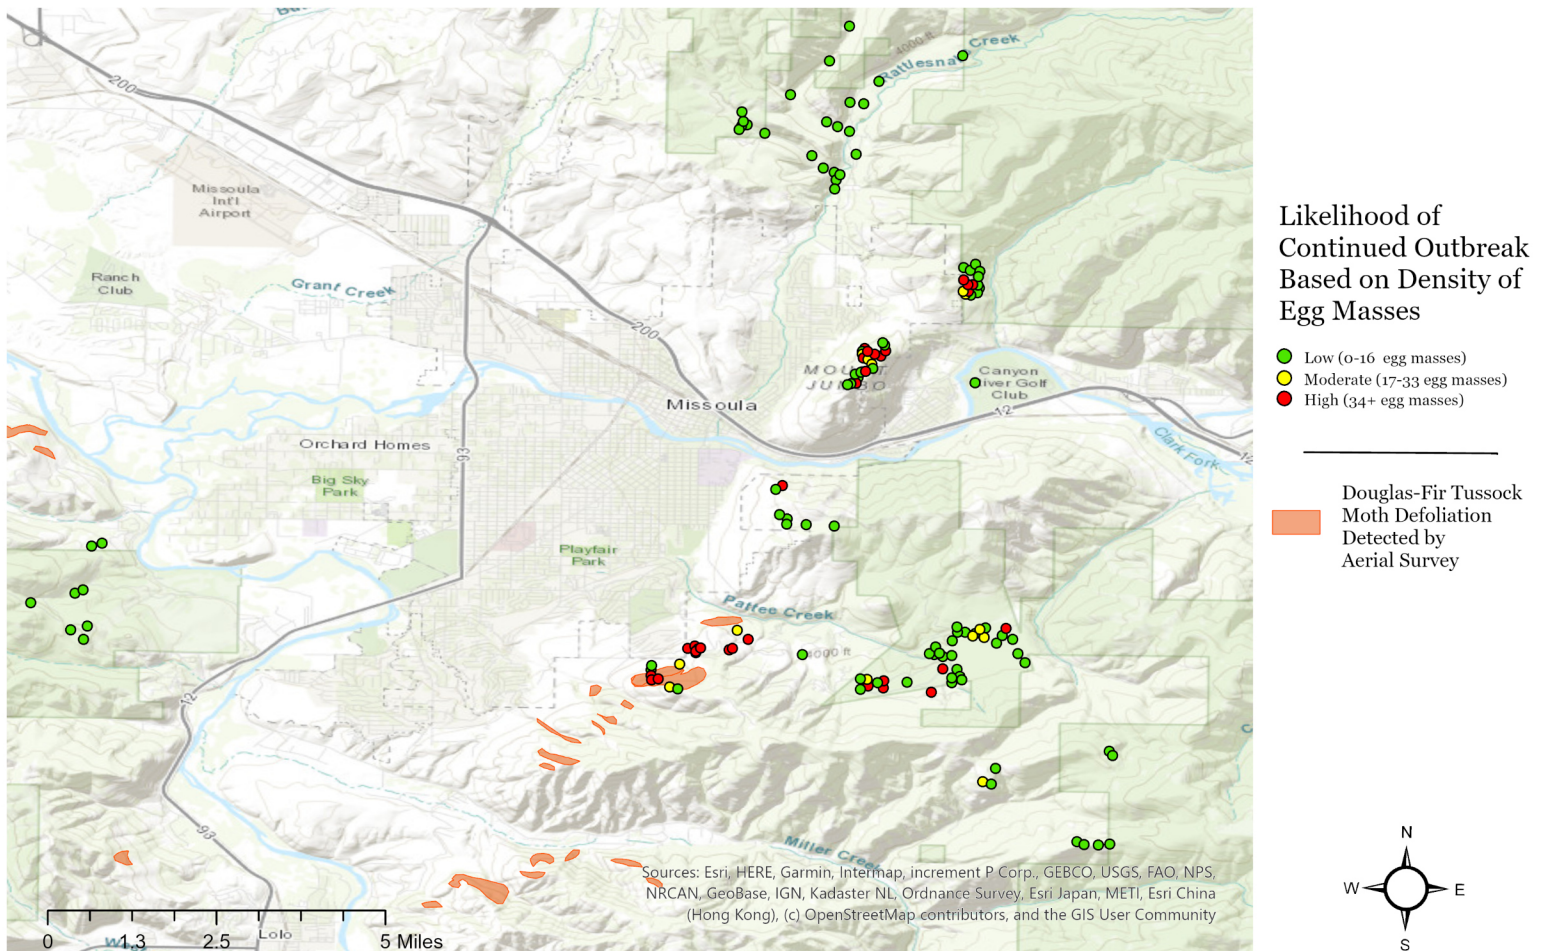 200
Rattlesna Creek
4000 ft
Missoula
Int'l
Airport
Ranch
Club
Grant Creek
200
MOUNT
JUMBO
Canyon
River Golf
Club
Missoula
12
Orchard Homes
93
Clark Fork
12
Big Sky
Park
Playfair
Park
Pattee Creek
4000 ft
12
93
Miller Creek
Lolo
Sources: Esri, HERE, Garmin, Intermap, increment P Corp., GEBCO, USGS, FAO, NPS,
NRCAN, GeoBase, IGN, Kadaster NL, Ordnance Survey, Esri Japan, METI, Esri China
(Hong Kong), (c) OpenStreetMap contributors, and the GIS User Community
0 1.3 2.5 5 Miles
Likelihood of
Continued Outbreak
Based on Density of
Egg Masses
Low (0-16 egg masses)
Moderate (17-33 egg masses)
High (34+ egg masses)
Douglas-Fir Tussock
Moth Defoliation
Detected by
Aerial Survey
N
W E
S